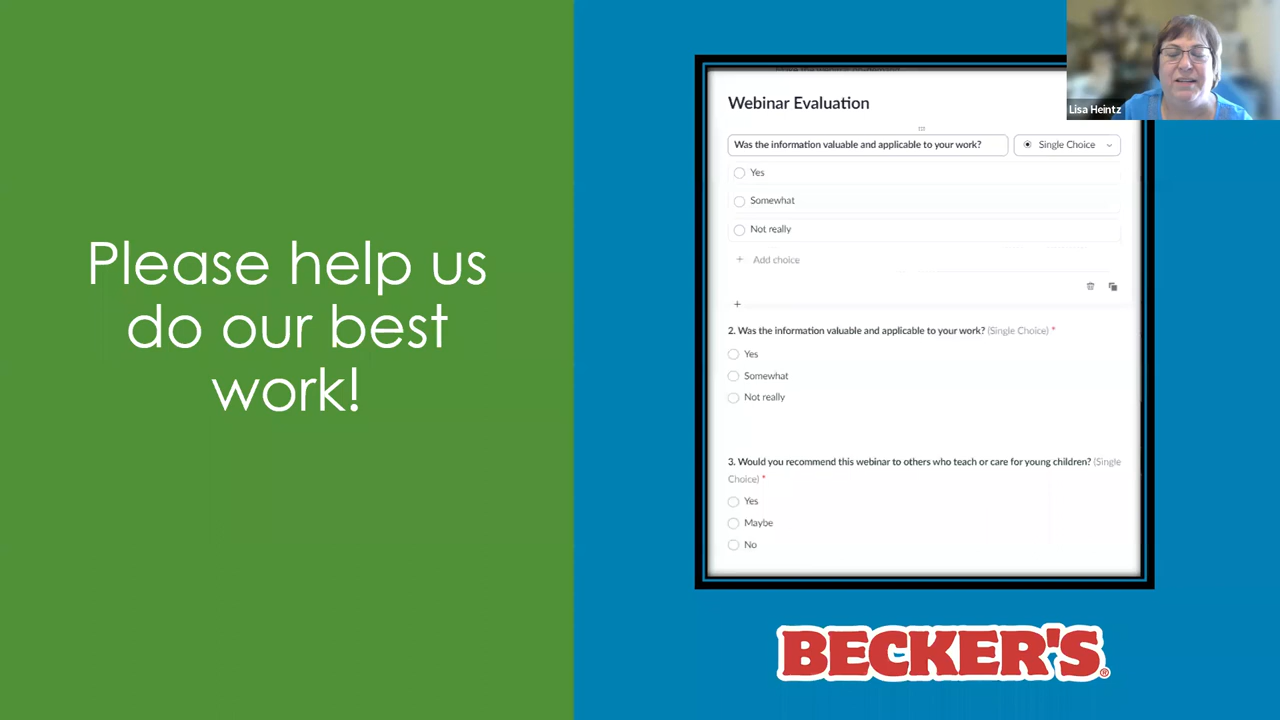 Please help us
do our best
work!
Lisa Heintz
Webinar Evaluation
Was the information valuable and applicable to your work?
Single Choice
Yes
Somewhat
Not really
+ Add choice
+
2. Was the information valuable and applicable to your work? (Single Choice) *
Yes
Somewhat
Not really
3. Would you recommend this webinar to others who teach or care for young children? (Single
Choice) *
Yes
Maybe
No
BECKER'S®